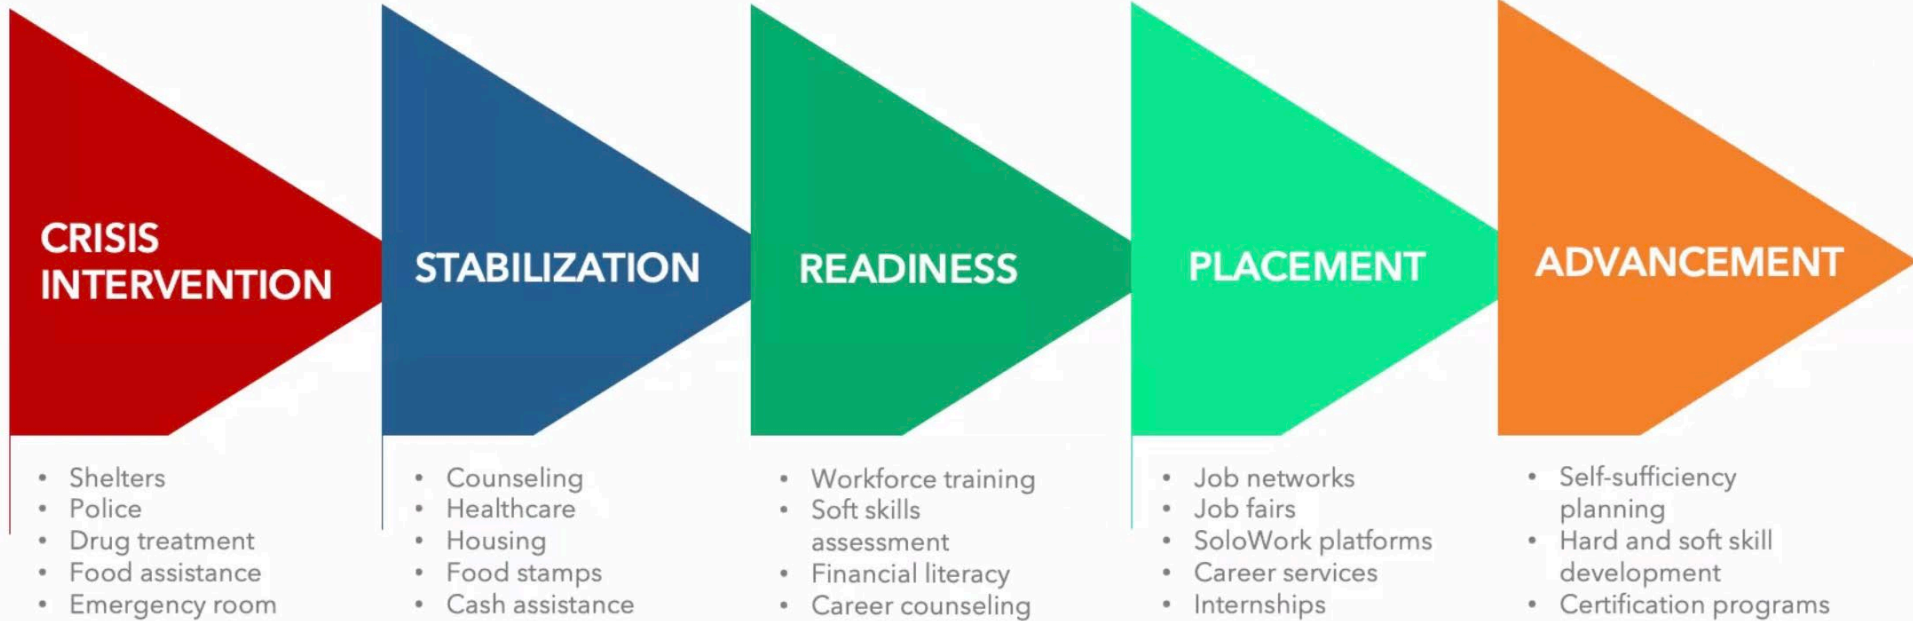 CRISIS
INTERVENTION
STABILIZATION
READINESS
PLACEMENT
ADVANCEMENT
• Shelters
• Police
• Drug treatment
• Food assistance
• Emergency room
• Counseling
• Healthcare
• Housing
• Food stamps
• Cash assistance
• Workforce training
• Soft skills
assessment
• Financial literacy
• Career counseling
• Job networks
• Job fairs
• SoloWork platforms
• Career services
• Internships
• Self-sufficiency
planning
• Hard and soft skill
development
• Certification programs